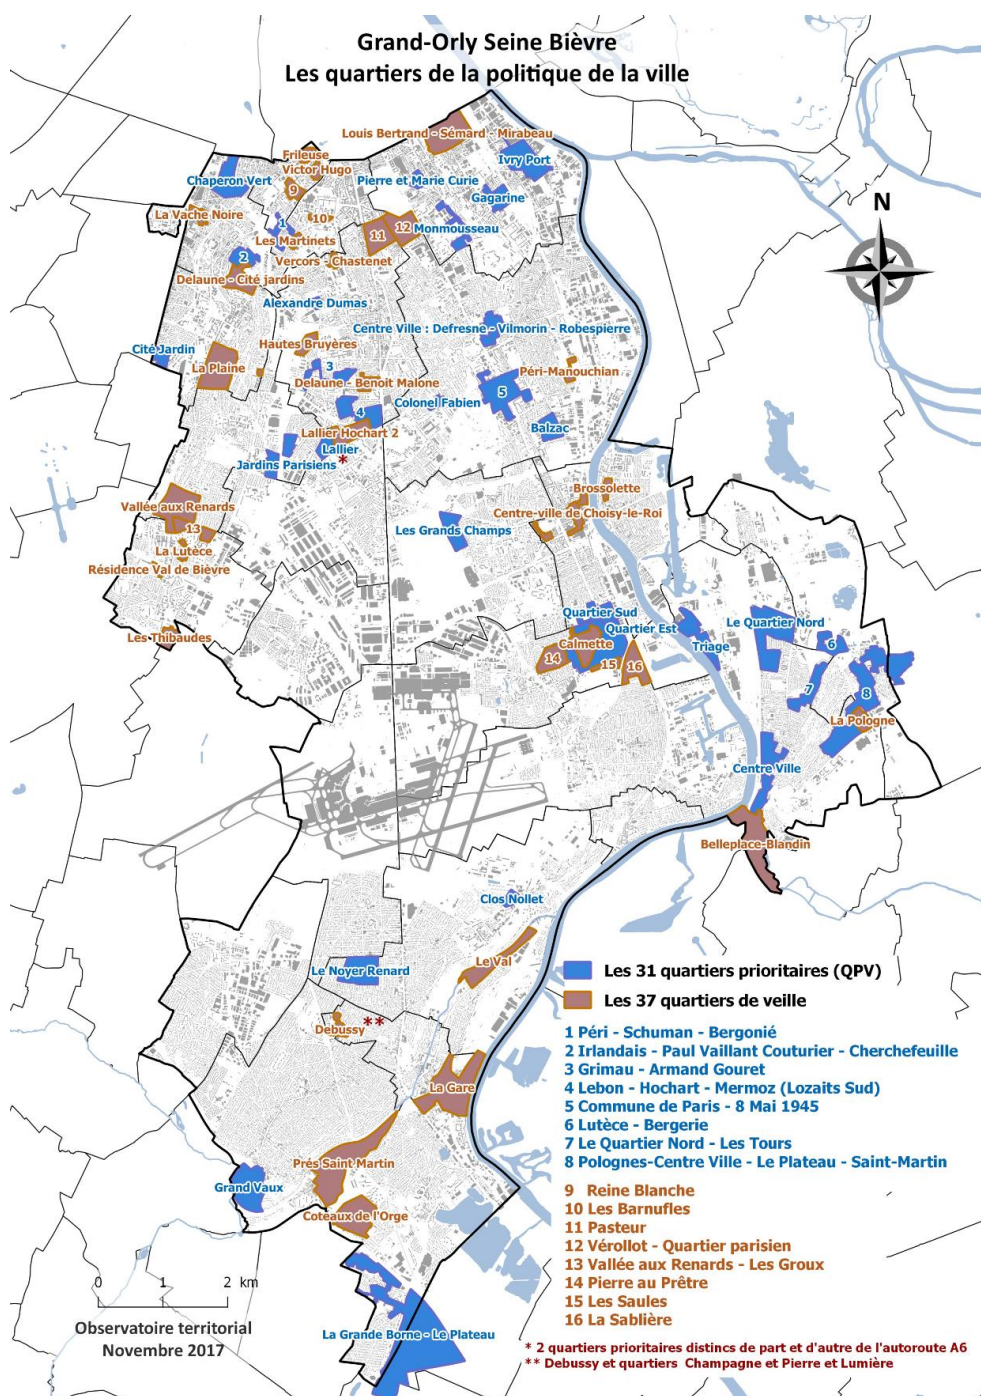 Grand-Orly Seine Bièvre
Les quartiers de la politique de la ville
Louis Bertrand - Sémard - Mirabeau
Frileuse
Ivry Port
Victor Hugo
Chaperon Vert
Pierre et Marie Curie
9
Gagarine
La Vache Noire
10
1
12
Monmousseau
11
Les Martinets
2
Vercors - Chastenet
Delaune - Cité jardins
Alexandre Dumas
Centre Ville : Defresne - Vilmorin - Robespierre
Hautes Bruyères
Cité Jardin
La Plaine
3
Péri-Manouchian
Delaune - Benoit Malone
5
Colonel Fabien
4
Balzac
Lallier Hochart 2
Lallier
Jardins Parisiens *
Brossolette
Vallée aux Renards
Centre-ville de Choisy-le-Roi
13
Les Grands Champs
La Lutèce
Résidence Val de Bièvre
Quartier Sud
Le Quartier Nord
Quartier Est
Les Thibaudes
Calmette
Triage
6
14
15
16
7
8
La Pologne
Centre Ville
Belleplace-Blandin
Clos Nollet
Le Val
Le Noyer Renard
Debussy **
La Gare
Prés Saint Martin
Grand Vaux
Coteaux de l'Orge
La Grande Borne - Le Plateau
N
Les 31 quartiers prioritaires (QPV)
Les 37 quartiers de veille
1 Péri - Schuman - Bergonié
2 Irlandais - Paul Vaillant Couturier - Cherchefeuille
3 Grimau - Armand Gouret
4 Lebon - Hochart - Mermoz (Lozaits Sud)
5 Commune de Paris - 8 Mai 1945
6 Lutèce - Bergerie
7 Le Quartier Nord - Les Tours
8 Polognes-Centre Ville - Le Plateau - Saint-Martin
9 Reine Blanche
10 Les Barnufles
11 Pasteur
12 Vérollot - Quartier parisien
13 Vallée aux Renards - Les Groux
14 Pierre au Prêtre
15 Les Saules
16 La Sablière
* 2 quartiers prioritaires distincs de part et d'autre de l'autoroute A6
** Debussy et quartiers Champagne et Pierre et Lumière
0 1 2 km
Observatoire territorial
Novembre 2017